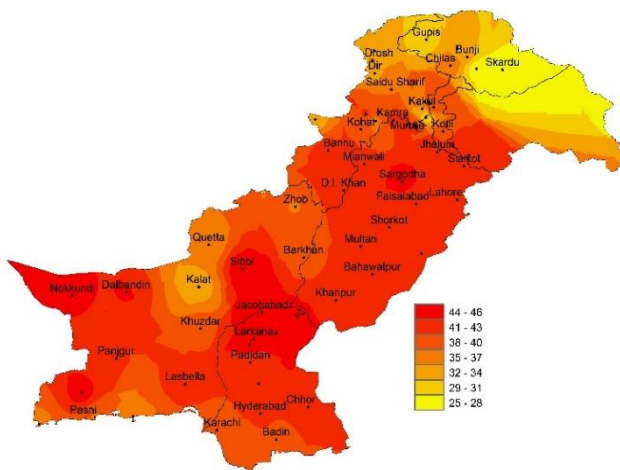 Gupis
Drosh
Bunji
Dir
Chilas
Skardu
Saidu Sharif
Kakul
Kamra
Kohat
Murree
Kotli
Bannu
Jhelum
Mianwali
Sialkot
Sargodha
D.I. Khan
Faisalabad
Lahore
Zhob
Shorkot
Quetta
Multan
Barkhan
Sibbi
Bahawalpur
Kalat
Nokkundi
Dalbandin
Khanpur
Jacobabad
Khuzdar
Larkana
Panjgur
Padidan
Lasbella
Pasni
Hyderabad
Chhor
Karachi
Badin
44 - 46
41 - 43
38 - 40
35 - 37
32 - 34
29 - 31
25 - 28